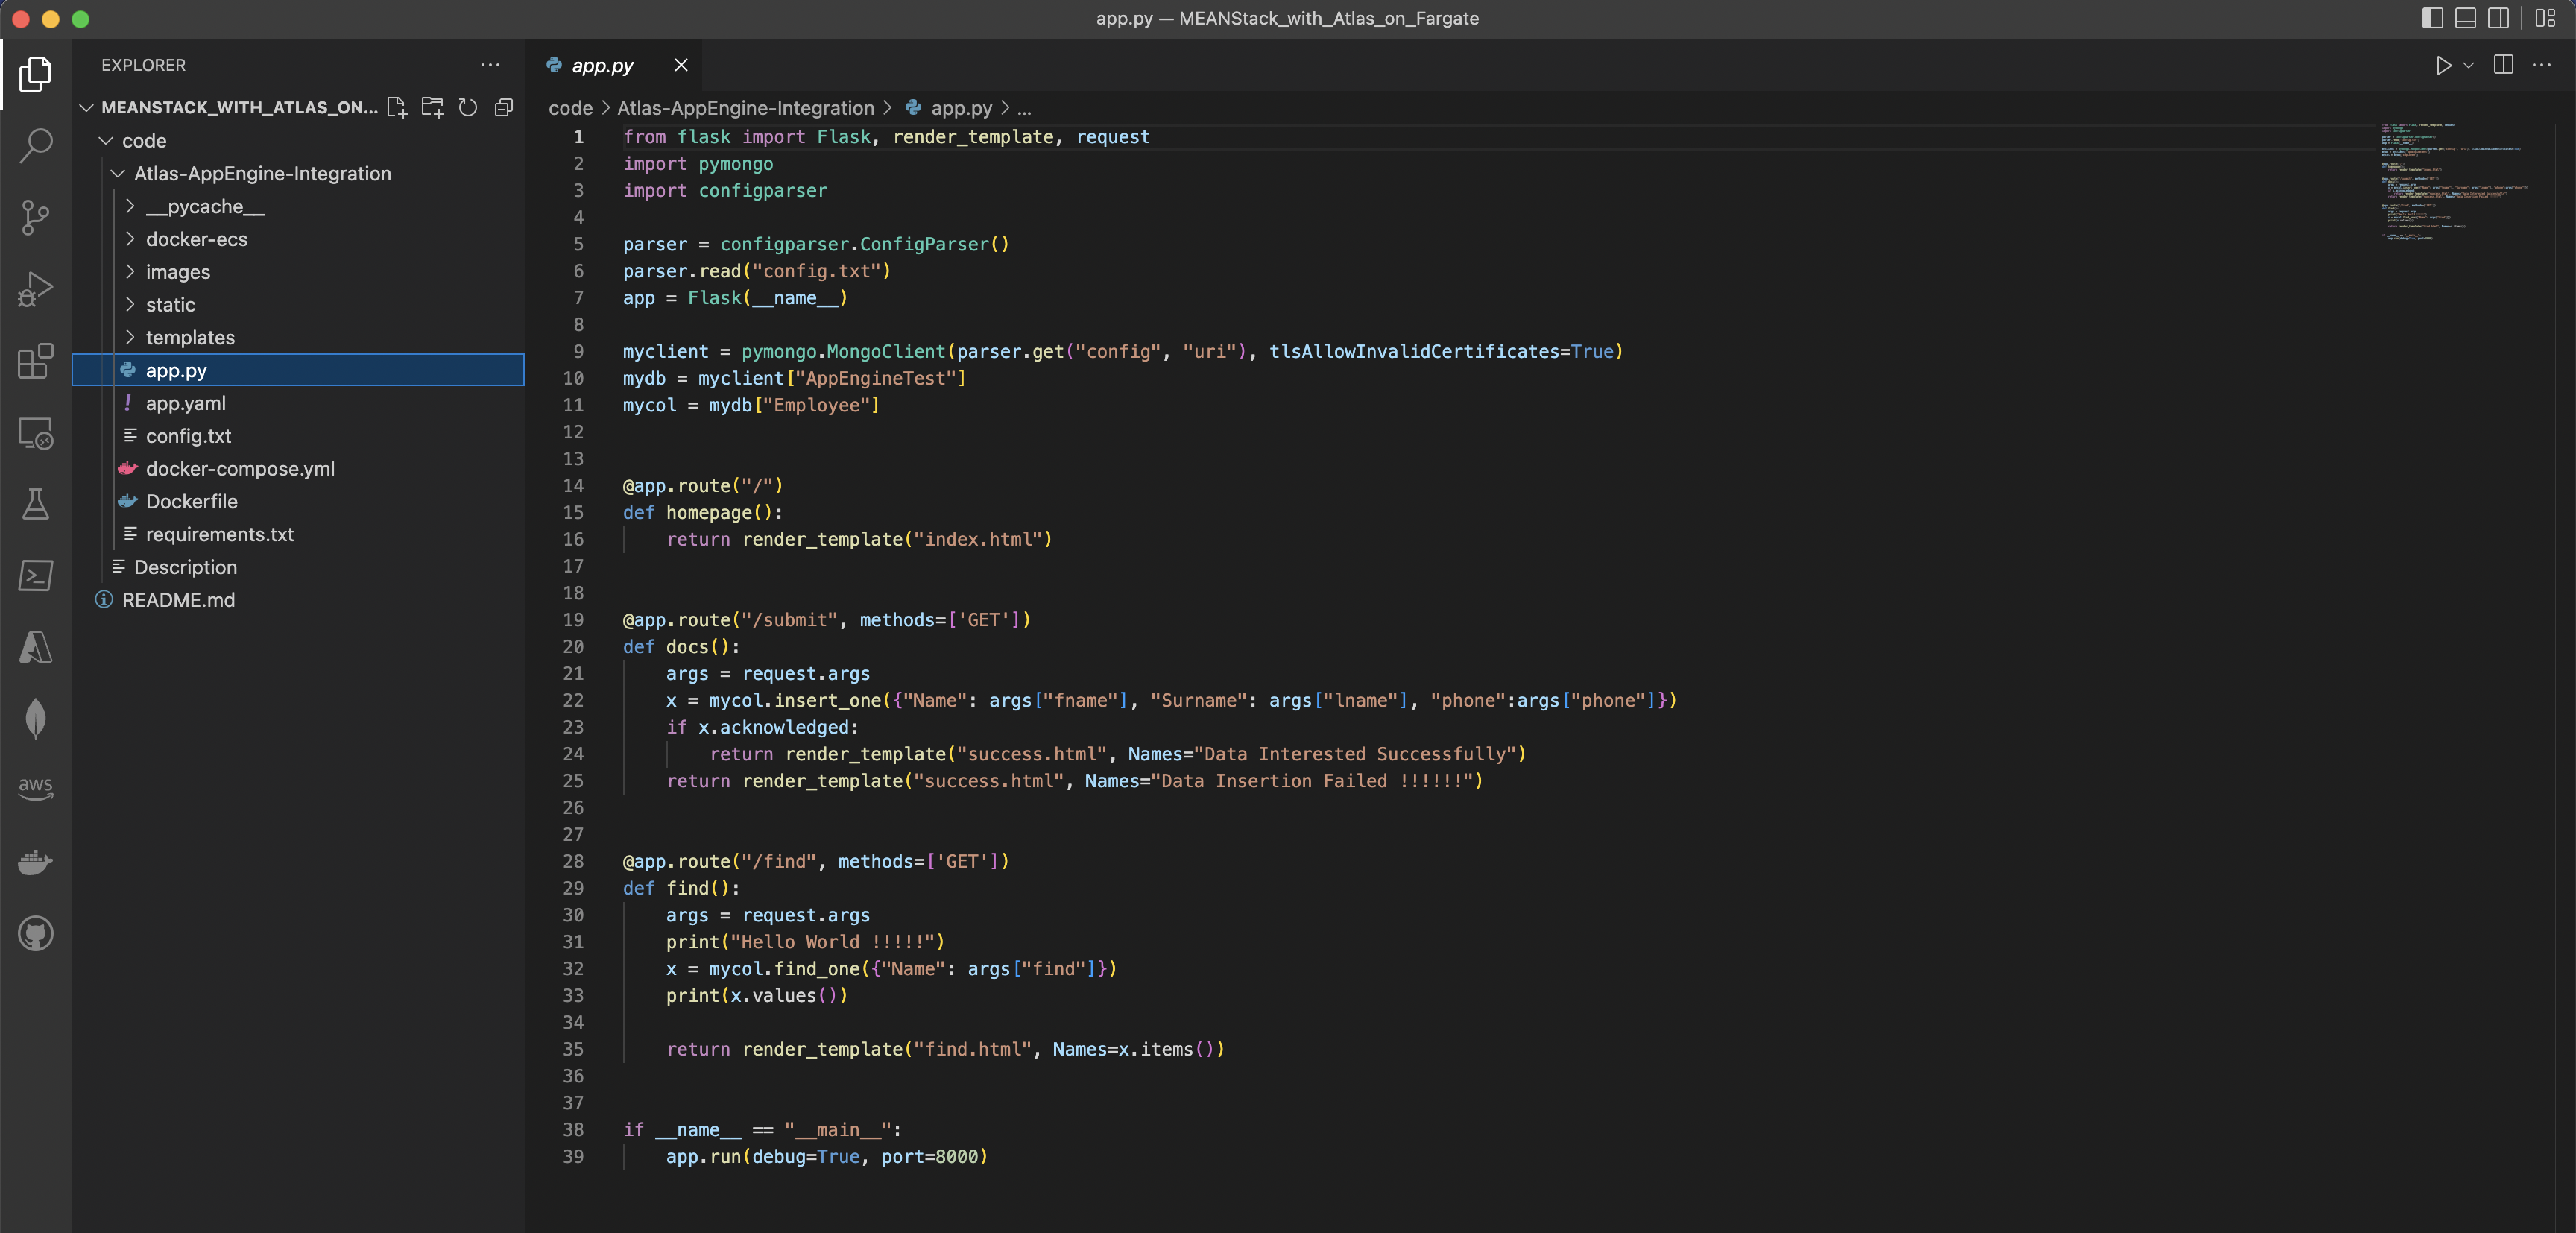 app.py — MEANStack_with_Atlas_on_Fargate
EXPLORER
MEANSTACK_WITH_ATLAS_ON...
code
Atlas-AppEngine-Integration
__pycache__
docker-ecs
images
static
templates
app.py
app.yaml
config.txt
docker-compose.yml
Dockerfile
requirements.txt
Description
README.md
aws
app.py
code > Atlas-AppEngine-Integration > app.py > ...
1 from flask import Flask, render_template, request
2 import pymongo
3 import configparser
4
5 parser = configparser.ConfigParser()
6 parser.read("config.txt")
7 app = Flask(__name__)
8
9 myclient = pymongo.MongoClient(parser.get("config", "uri"), tlsAllowInvalidCertificates=True)
10 mydb = myclient["AppEngineTest"]
11 mycol = mydb["Employee"]
12
13
14 @app.route("/")
15 def homepage():
16     return render_template("index.html")
17
18
19 @app.route("/submit", methods=['GET'])
20 def docs():
21     args = request.args
22     x = mycol.insert_one({"Name": args["fname"], "Surname": args["lname"], "phone":args["phone"]})
23     if x.acknowledged:
24         return render_template("success.html", Names="Data Interested Successfully")
25     return render_template("success.html", Names="Data Insertion Failed !!!!!!")
26
27
28 @app.route("/find", methods=['GET'])
29 def find():
30     args = request.args
31     print("Hello World !!!!!")
32     x = mycol.find_one({"Name": args["find"]})
33     print(x.values())
34
35     return render_template("find.html", Names=x.items())
36
37
38 if __name__ == "__main__":
39     app.run(debug=True, port=8000)